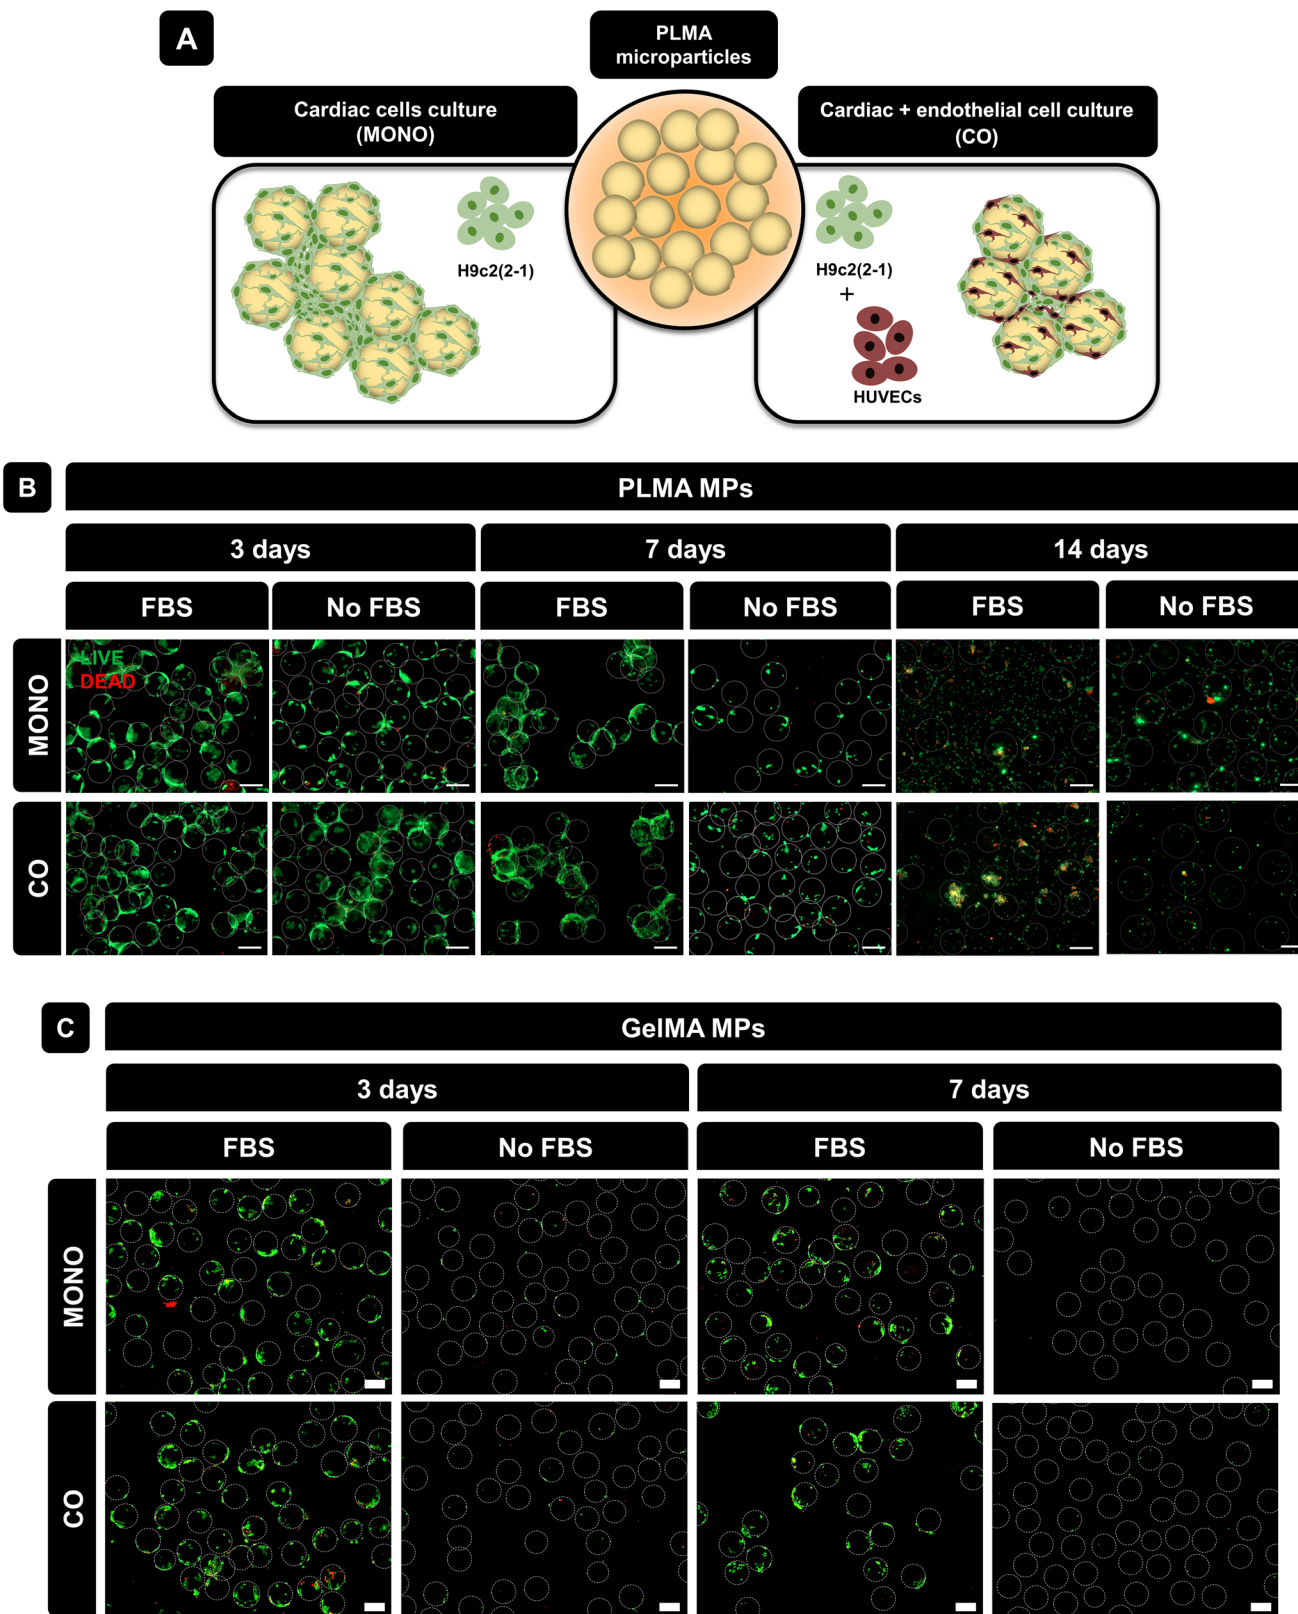 A
PLMA
microparticles
Cardiac cells culture
(MONO)
Cardiac + endothelial cell culture
(CO)
H9c2(2-1)
H9c2(2-1)
+
HUVECs
B
PLMA MPs
3 days
7 days
14 days
FBS
No FBS
FBS
No FBS
FBS
No FBS
MONO
LIVE
DEAD
CO
C
GelMA MPs
3 days
7 days
FBS
No FBS
FBS
No FBS
MONO
CO